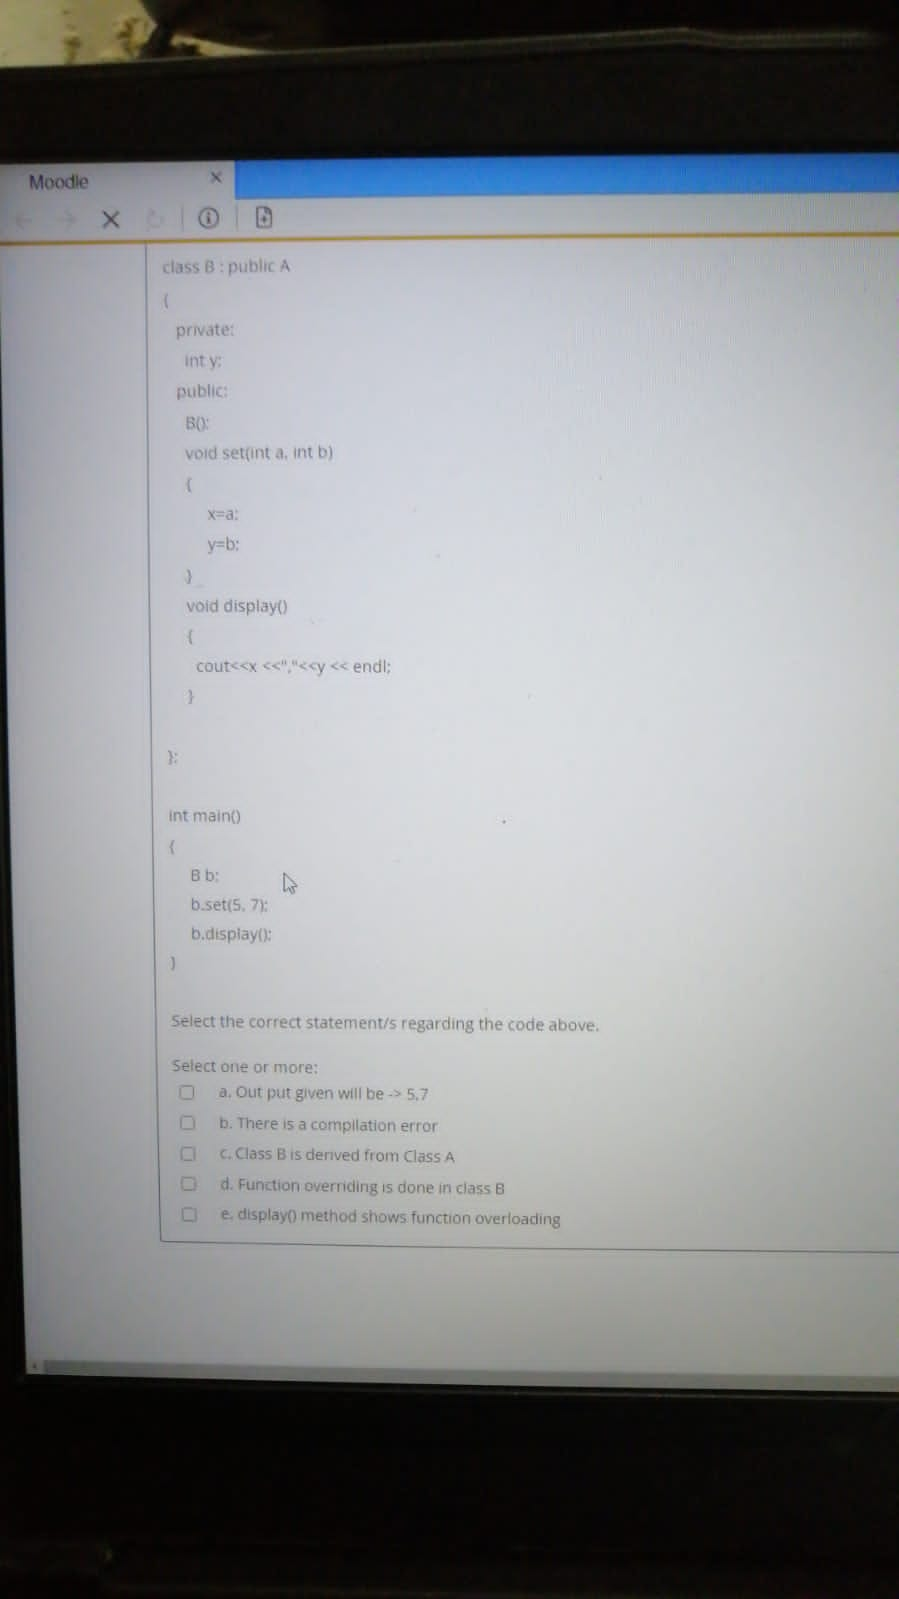 Moodle
class B : public A
{
private:
int y;
public:
B();
void set(int a, int b)
{
x=a;
y=b;
}
void display()
{
cout<<x <<","<<y << endl;
}
};
int main()
{
B b;
b.set(5, 7);
b.display();
}
Select the correct statement/s regarding the code above.
Select one or more:
a. Out put given will be -> 5,7
b. There is a compilation error
c. Class B is derived from Class A
d. Function overriding is done in class B
e. display() method shows function overloading